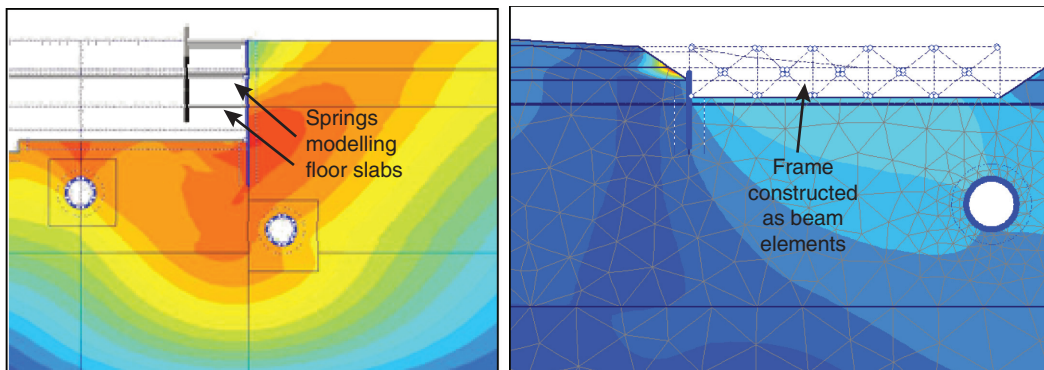 Springs
modelling
floor slabs
Frame
constructed
as beam
elements